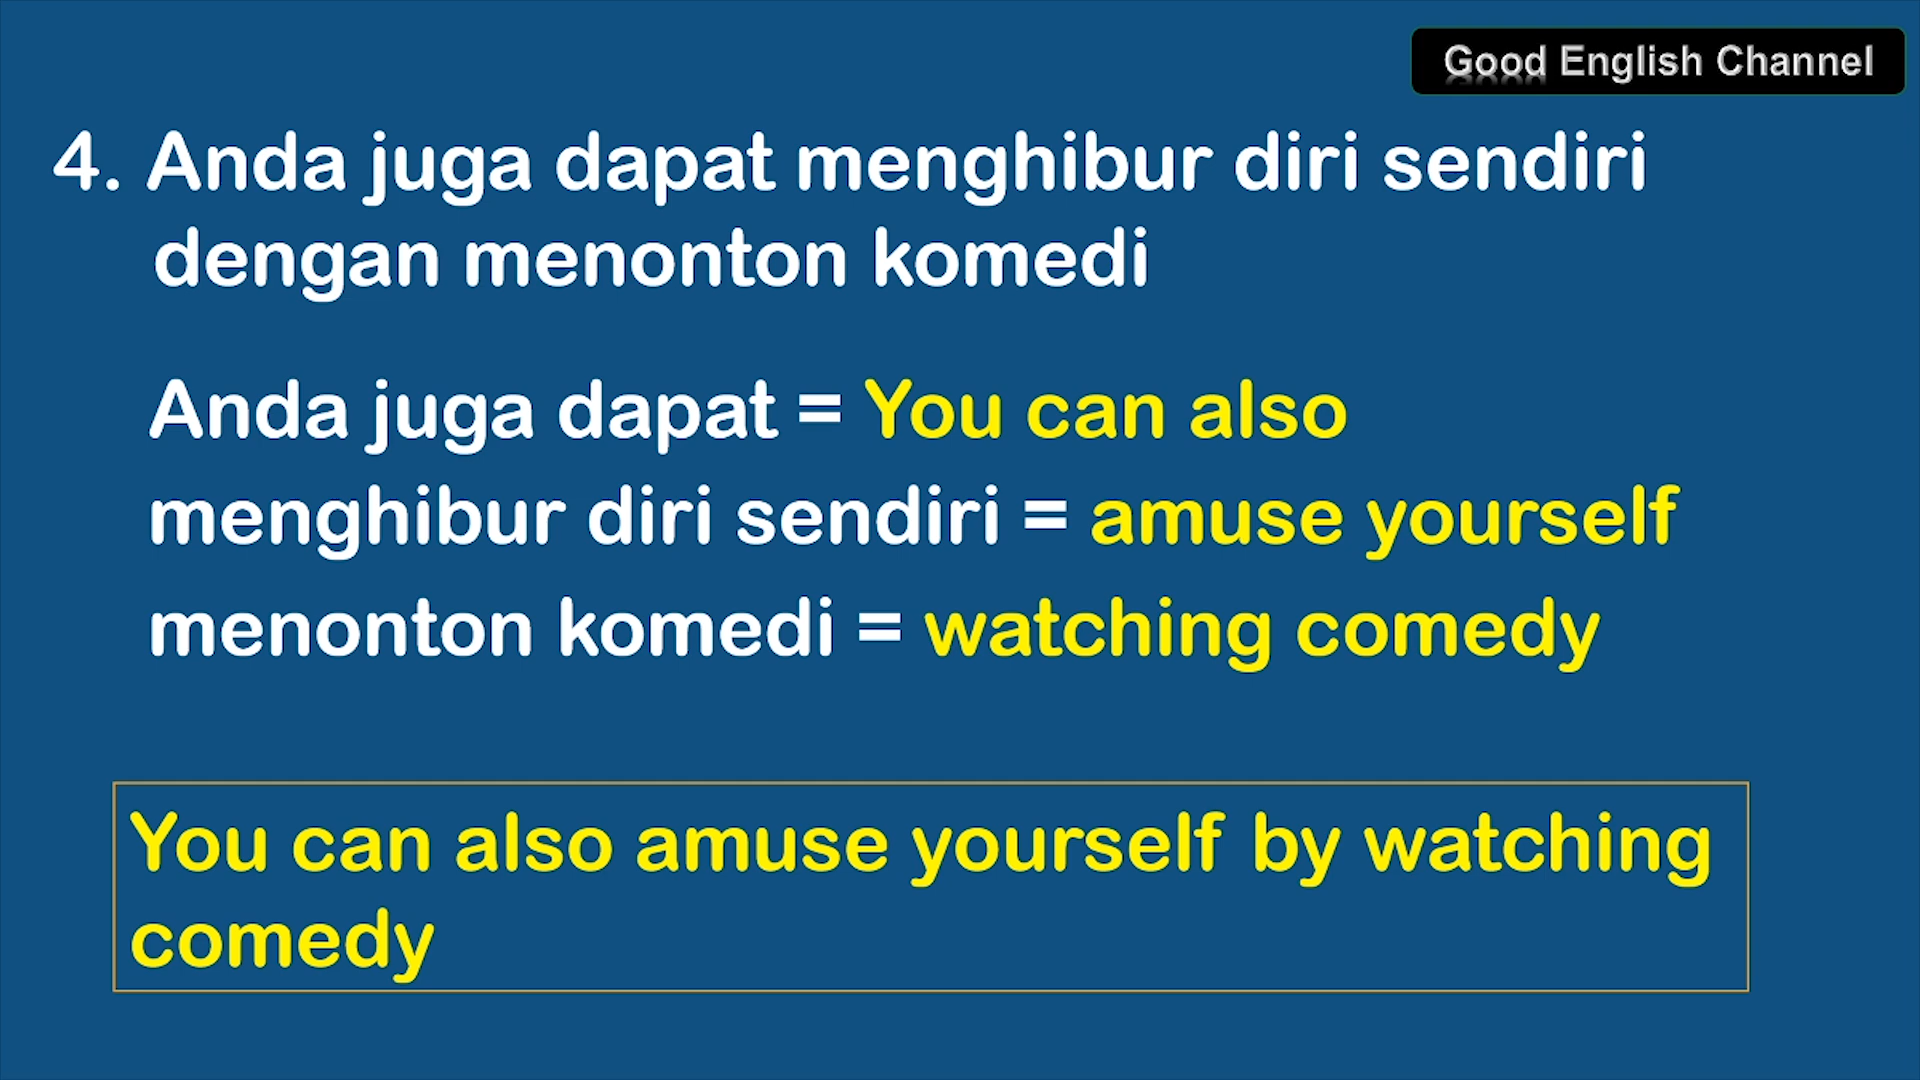 Good English Channel
4. Anda juga dapat menghibur diri sendiri
dengan menonton komedi
Anda juga dapat = You can also
menghibur diri sendiri = amuse yourself
menonton komedi = watching comedy
You can also amuse yourself by watching
comedy